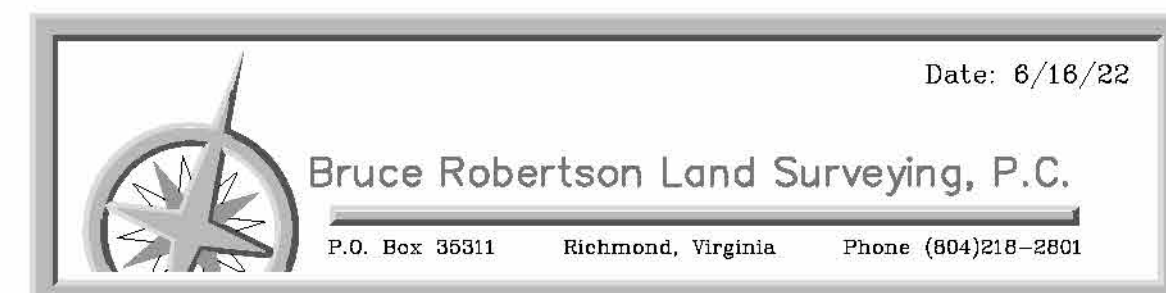 Date: 6/16/22
Bruce Robertson Land Surveying, P.C.
P.O. Box 35311 Richmond, Virginia Phone (804)218-2801